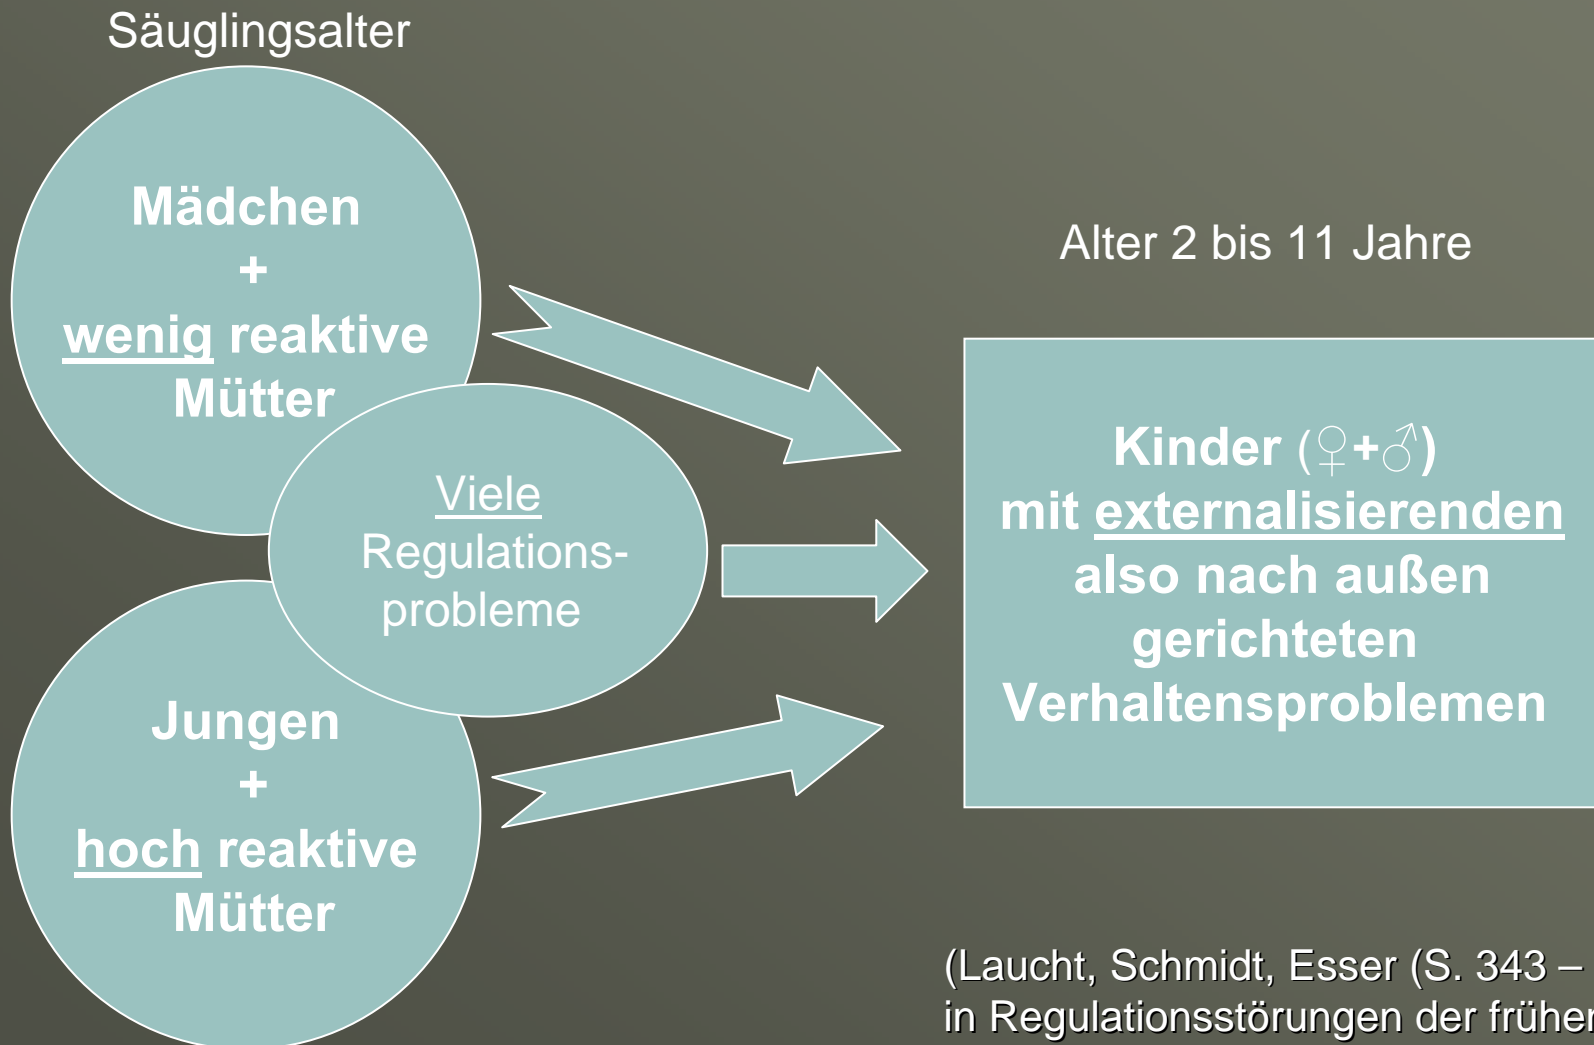 Säuglingsalter
Mädchen
+
wenig reaktive
Mütter
Viele
Regulations-
probleme
Jungen
+
hoch reaktive
Mütter
Alter 2 bis 11 Jahre
Kinder (♀+♂)
mit externalisierenden
also nach außen
gerichteten
Verhaltensproblemen
(Laucht, Schmidt, Esser (S. 343 –
in Regulationsstörungen der früher